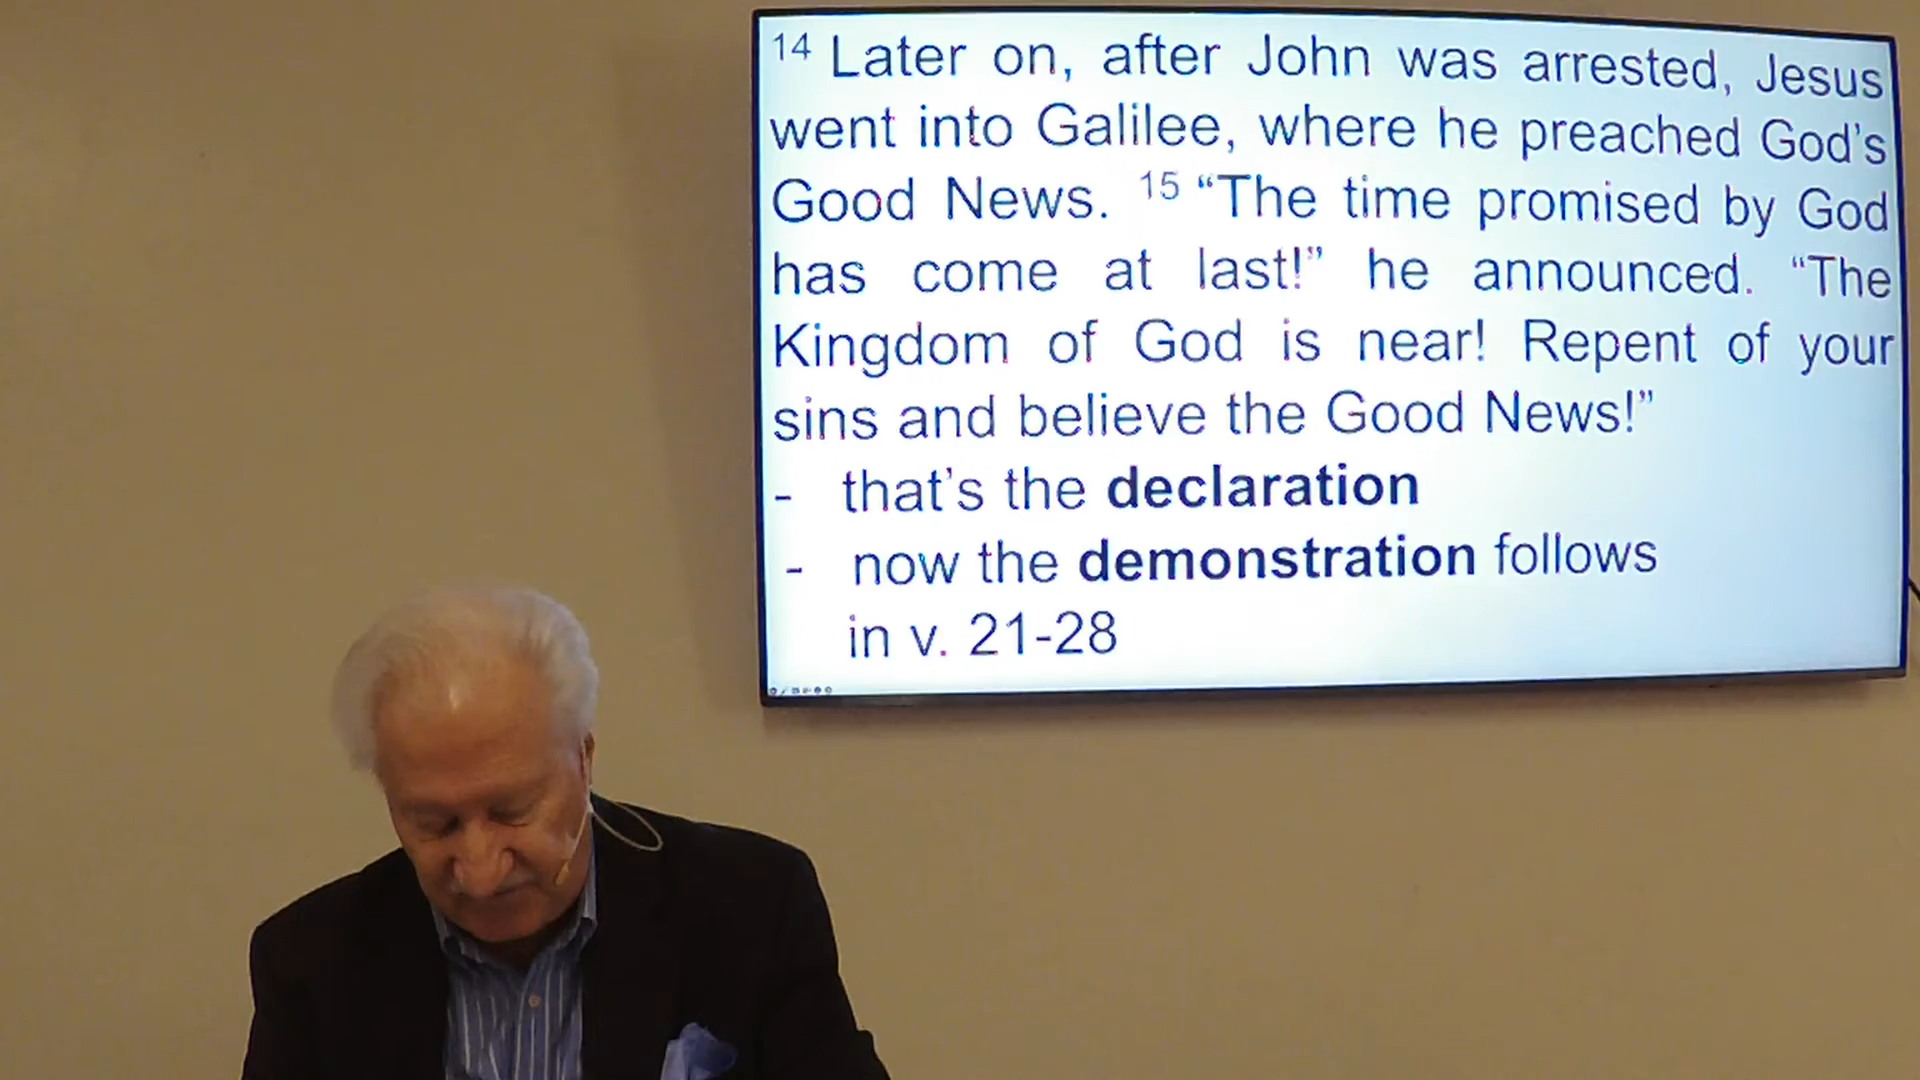 14 Later on, after John was arrested, Jesus
went into Galilee, where he preached God’s
Good News. 15 “The time promised by God
has come at last!” he announced. “The
Kingdom of God is near! Repent of your
sins and believe the Good News!”
- that’s the declaration
- now the demonstration follows
in v. 21-28